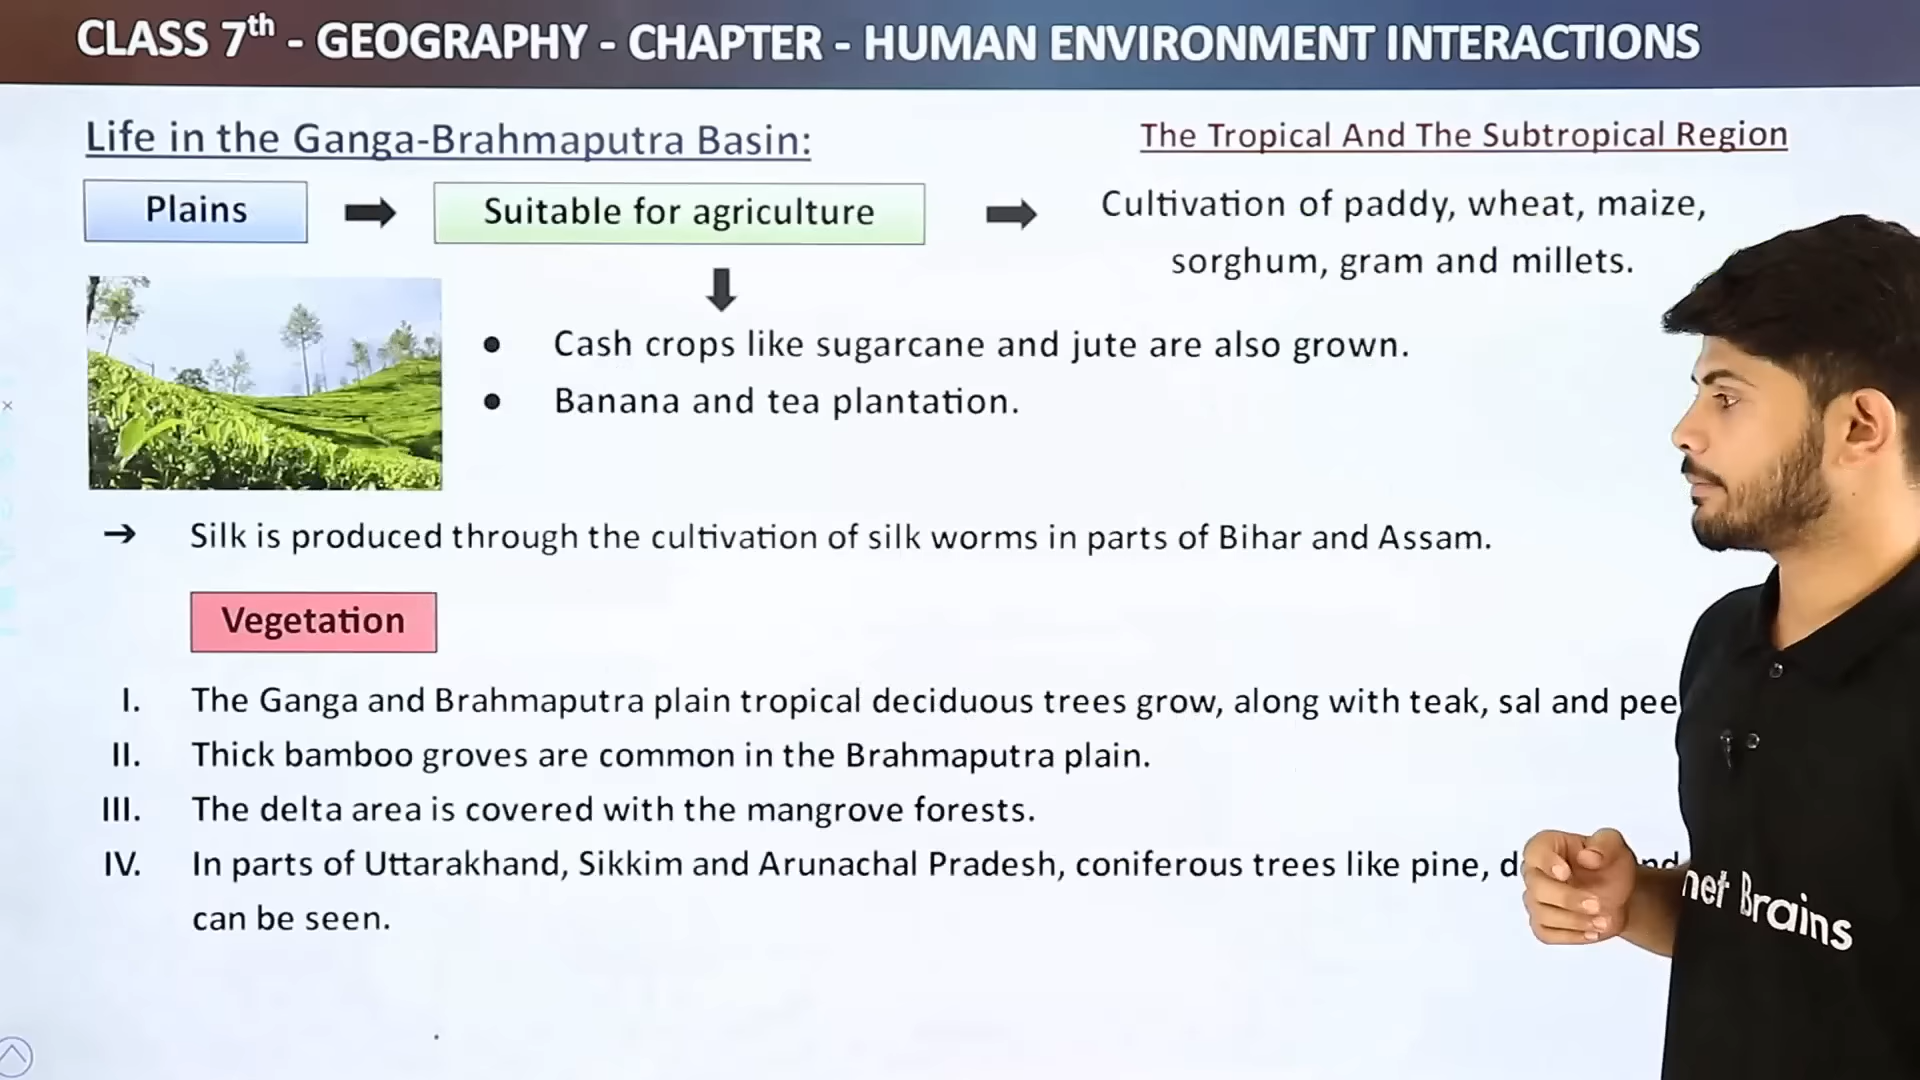 CLASS 7th - GEOGRAPHY - CHAPTER - HUMAN ENVIRONMENT INTERACTIONS
Life in the Ganga-Brahmaputra Basin:
The Tropical And The Subtropical Region
Plains
Suitable for agriculture
Cultivation of paddy, wheat, maize,
sorghum, gram and millets.
● Cash crops like sugarcane and jute are also grown.
● Banana and tea plantation.
→ Silk is produced through the cultivation of silk worms in parts of Bihar and Assam.
Vegetation
I. The Ganga and Brahmaputra plain tropical deciduous trees grow, along with teak, sal and
II. Thick bamboo groves are common in the Brahmaputra plain.
III. The delta area is covered with the mangrove forests.
IV. In parts of Uttarakhand, Sikkim and Arunachal Pradesh, coniferous trees like pine,
can be seen.
net Brains